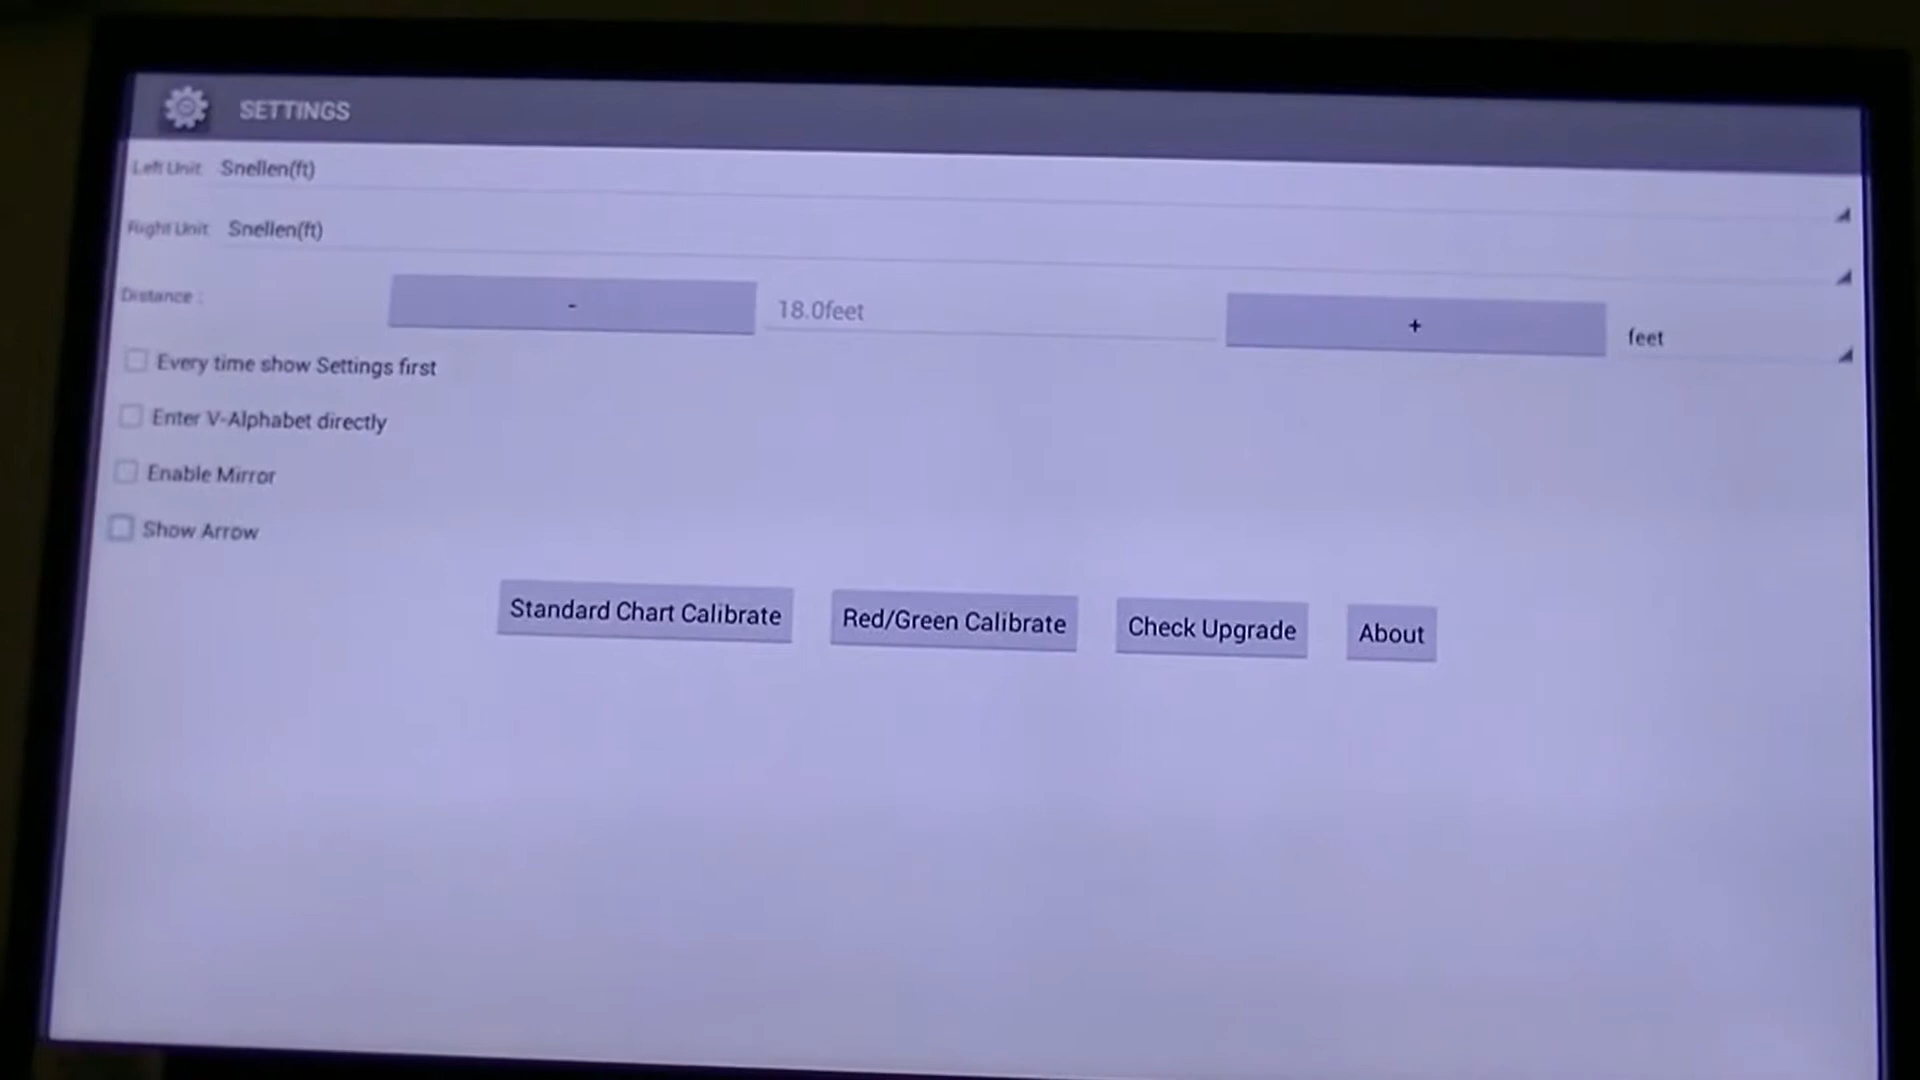 SETTINGS
Left Unit: Snellen(ft)
Right Unit: Snellen(ft)
Distance : - 18.0feet + feet
Every time show Settings first
Enter V-Alphabet directly
Enable Mirror
Show Arrow
Standard Chart Calibrate Red/Green Calibrate Check Upgrade About